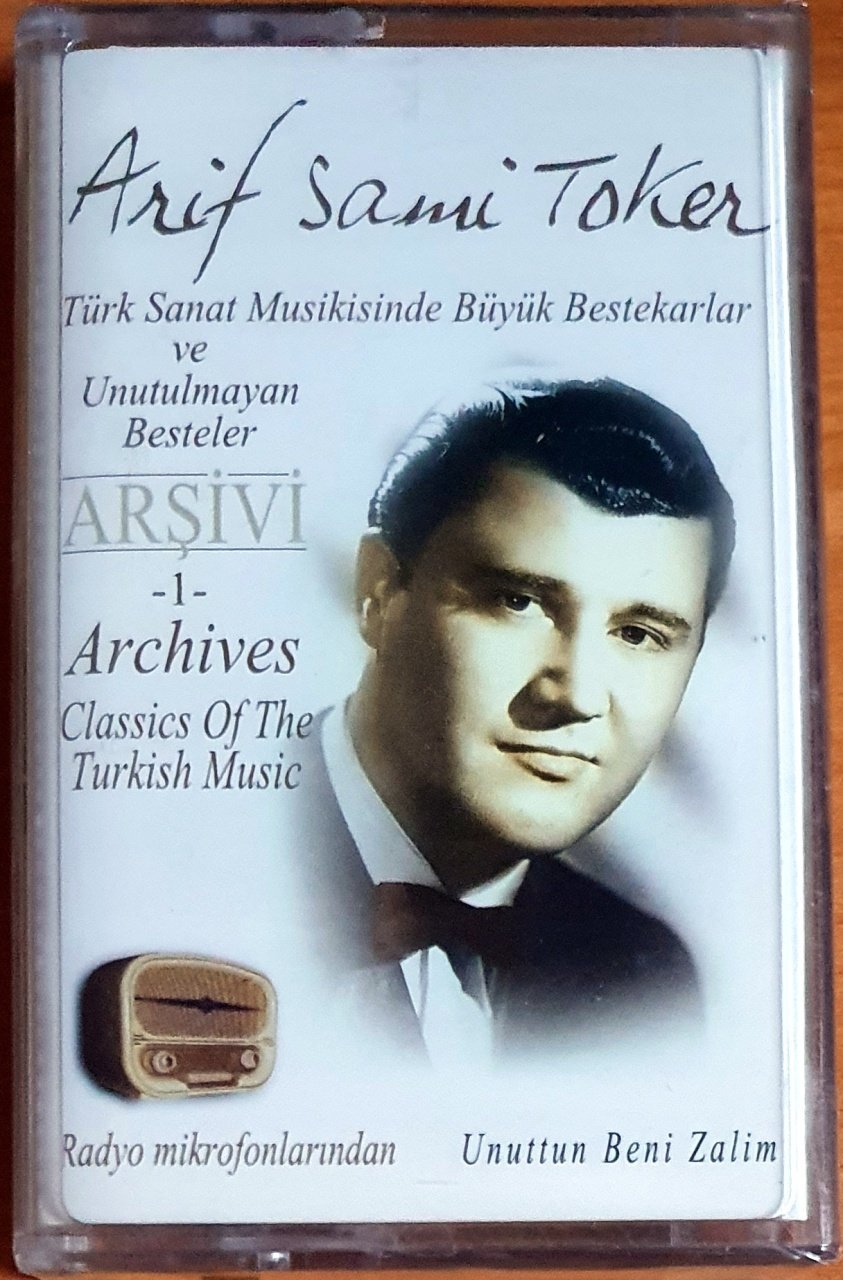 Arif Sami Toker
Türk Sanat Musikisinde Büyük Bestekarlar
ve
Unutulmayan
Besteler
ARŞİVİ
-1-
Archives
Classics Of The
Turkish Music
Radyo mikrofonlarından
Unuttun Beni Zalim